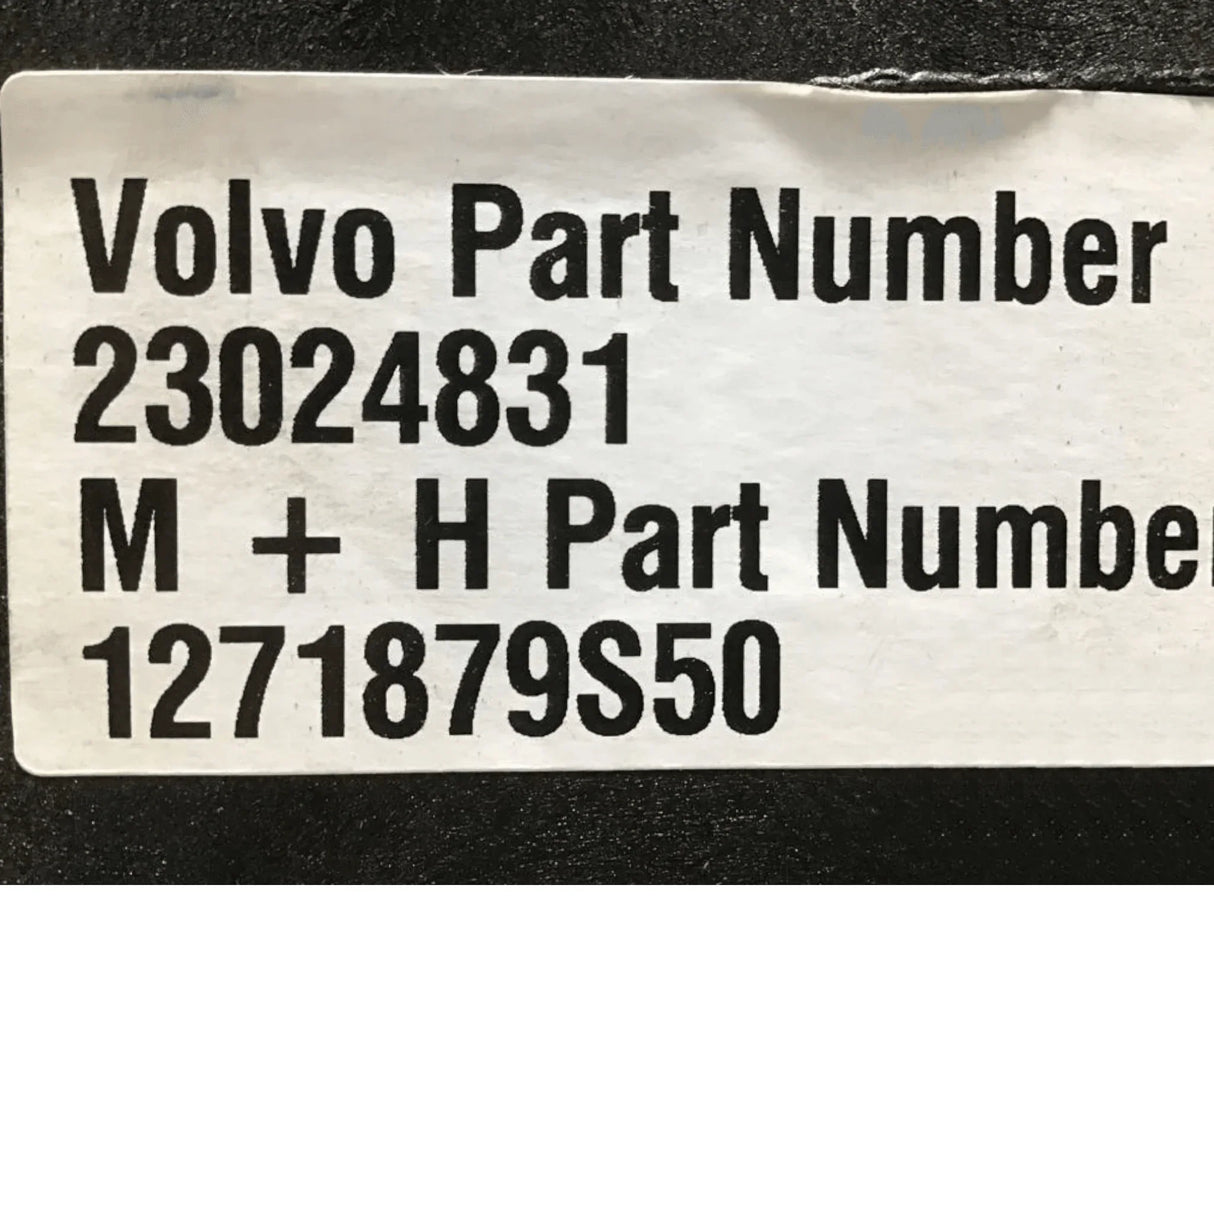 Volvo Part Number
23024831
M + H Part Number
1271879S50